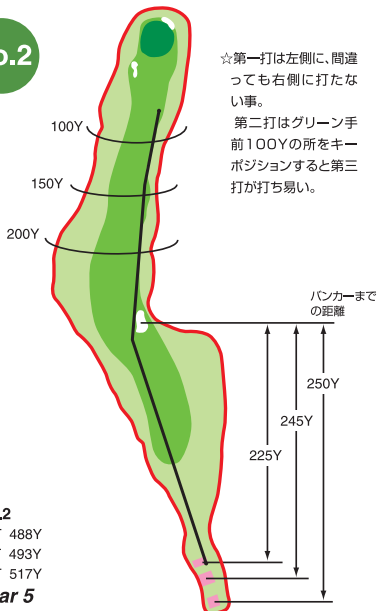 o.2
☆第一打は左側に、間違
っても右側に打たな
い事。
第二打はグリーン手
前100Yの所をキー
ポジションすると第三
打が打ち易い。
100Y
150Y
200Y
バンカーまで
の距離
250Y
245Y
225Y
.2
488Y
493Y
517Y
ar 5